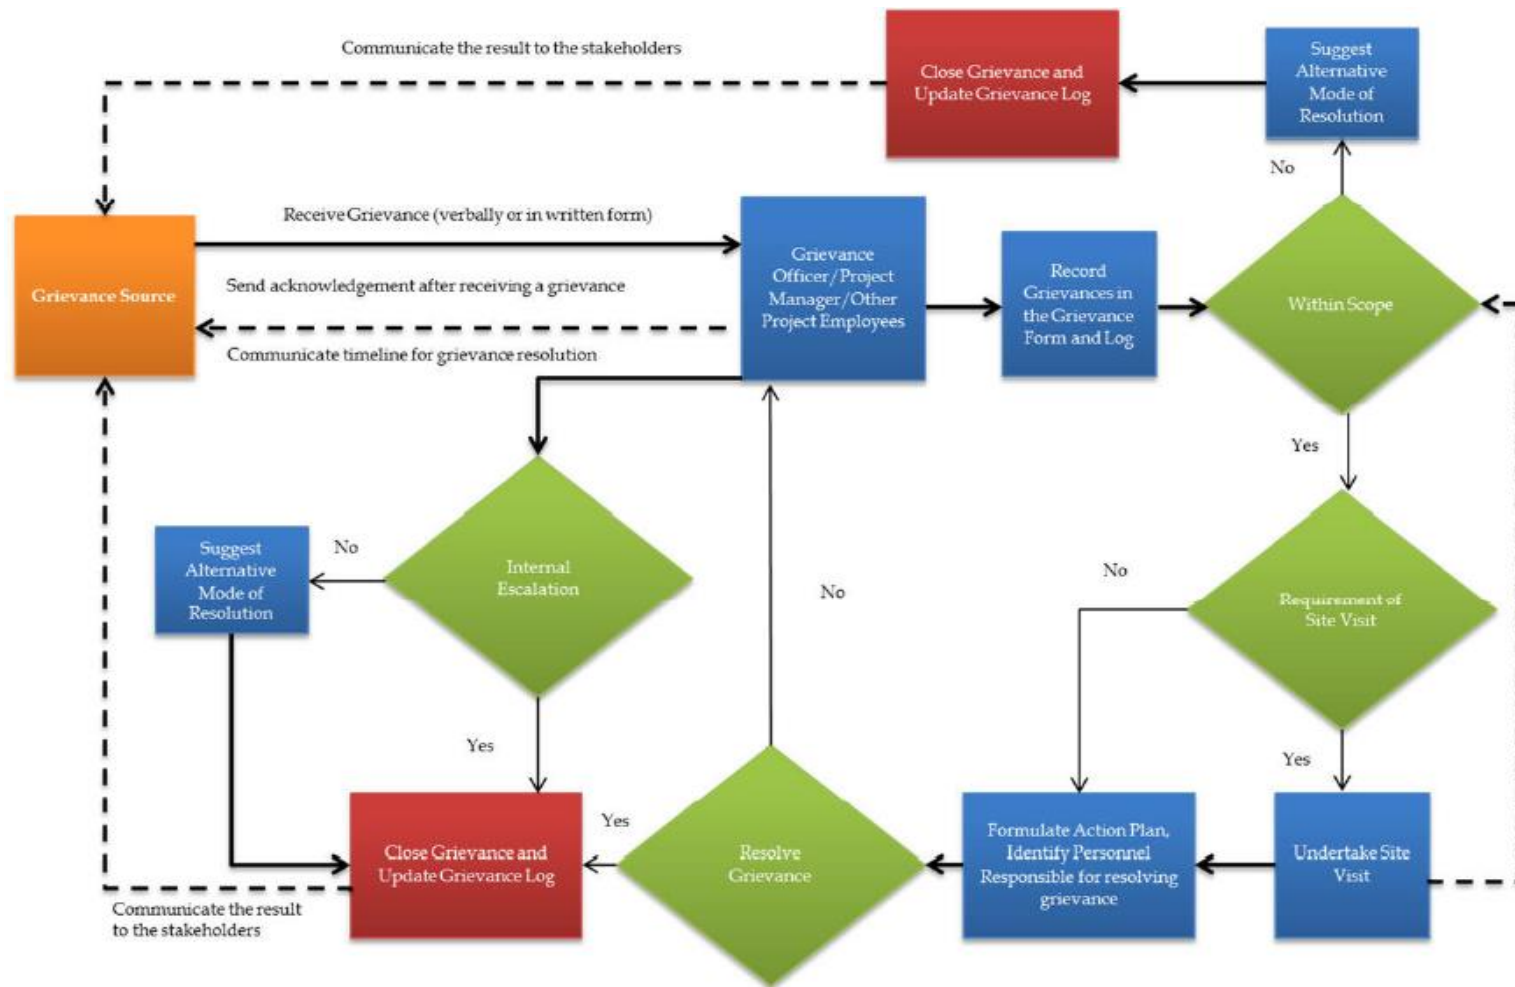 Communicate the result to the stakeholders
Close Grievance and
Update Grievance Log
Suggest
Alternative
Mode of
Resolution
No
Receive Grievance (verbally or in written form)
Grievance Source
Send acknowledgement after receiving a grievance
Communicate timeline for grievance resolution
Grievance
Officer/Project
Manager/Other
Project Employees
Record
Grievances in
the Grievance
Form and Log
Within Scope
Yes
Suggest
Alternative
Mode of
Resolution
No
Internal
Escalation
No
No
Requirement of
Site Visit
Yes
Yes
Close Grievance and
Update Grievance Log
Yes
Resolve
Grievance
Formulate Action Plan,
Identify Personnel
Responsible for resolving
grievance
Undertake Site
Visit
Communicate the result
to the stakeholders